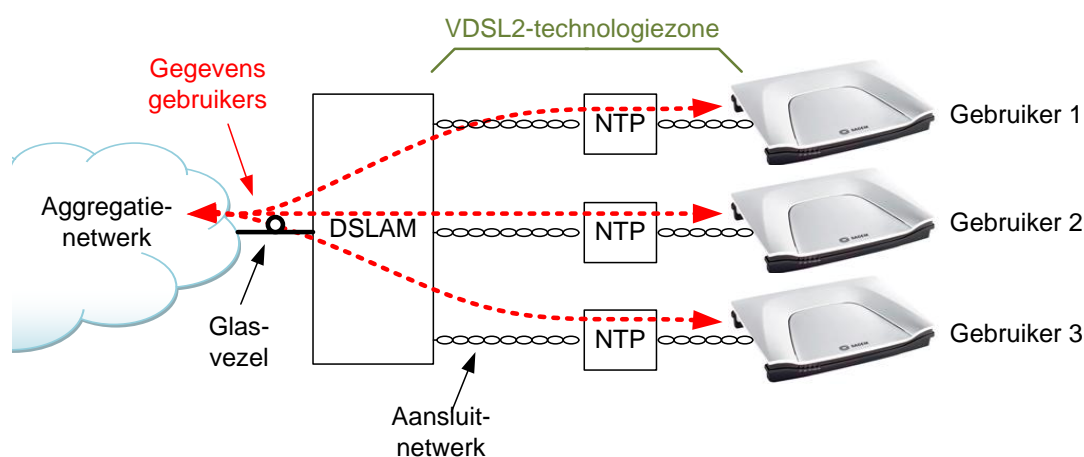 VDSL2-technologiezone
Gegevens
gebruikers
Aggregatie-
netwerk
DSLAM
NTP
Gebruiker 1
NTP
Gebruiker 2
NTP
Gebruiker 3
Glas-
vezel
Aansluit-
netwerk